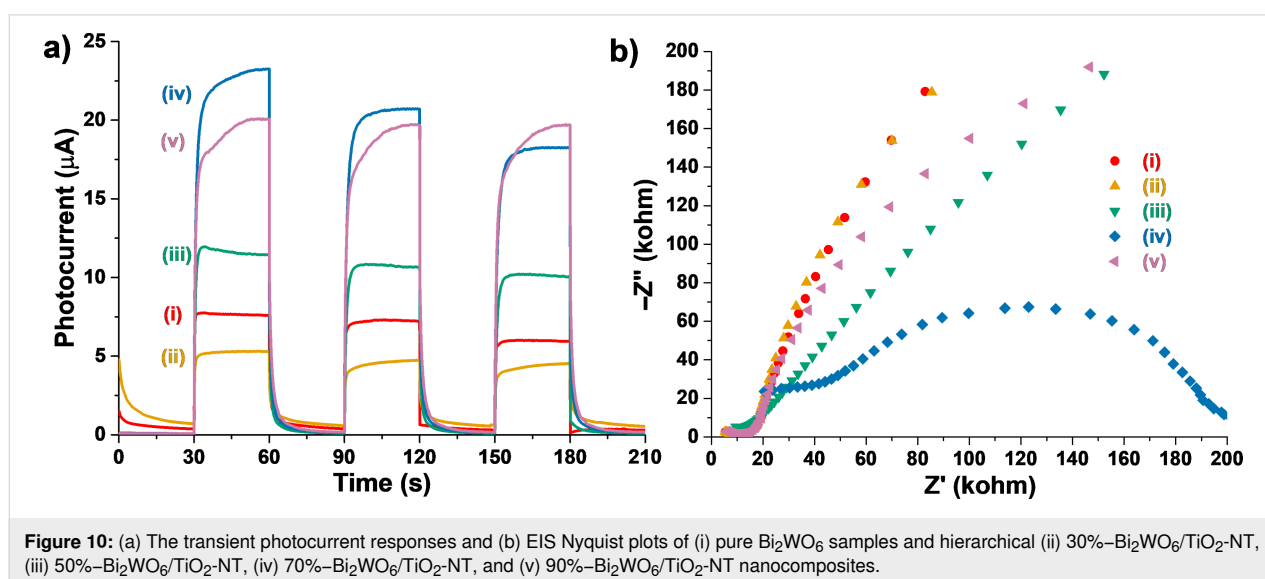 a)
25
20
15
10
5
0
Photocurrent (μA)
(iv)
(v)
(iii)
(i)
(ii)
0 30 60 90 120 150 180 210
Time (s)
b)
200
180
160
140
120
100
80
60
40
20
0
–Z" (kohm)
(i)
(ii)
(iii)
(iv)
(v)
0 20 40 60 80 100 120 140 160 180 200
Z' (kohm)
Figure 10: (a) The transient photocurrent responses and (b) EIS Nyquist plots of (i) pure Bi₂WO₆ samples and hierarchical (ii) 30%–Bi₂WO₆/TiO₂-NT,
(iii) 50%–Bi₂WO₆/TiO₂-NT, (iv) 70%–Bi₂WO₆/TiO₂-NT, and (v) 90%–Bi₂WO₆/TiO₂-NT nanocomposites.